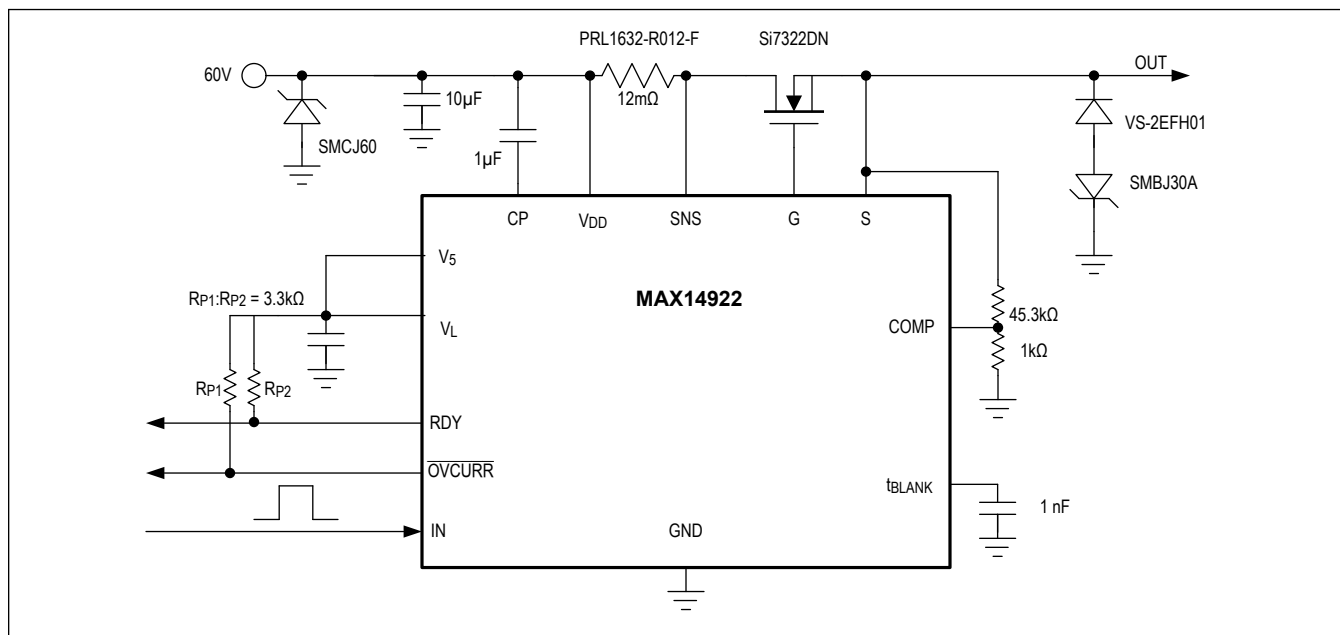 PRL1632-R012-F
Si7322DN
60V
OUT
10µF
12mΩ
VS-2EFH01
SMCJ60
1µF
SMBJ30A
CP
VDD
SNS
G
S
V5
MAX14922
RP1:RP2 = 3.3kΩ
45.3kΩ
VL
COMP
1kΩ
RP1
RP2
RDY
OVCURR
tBLANK
1 nF
IN
GND